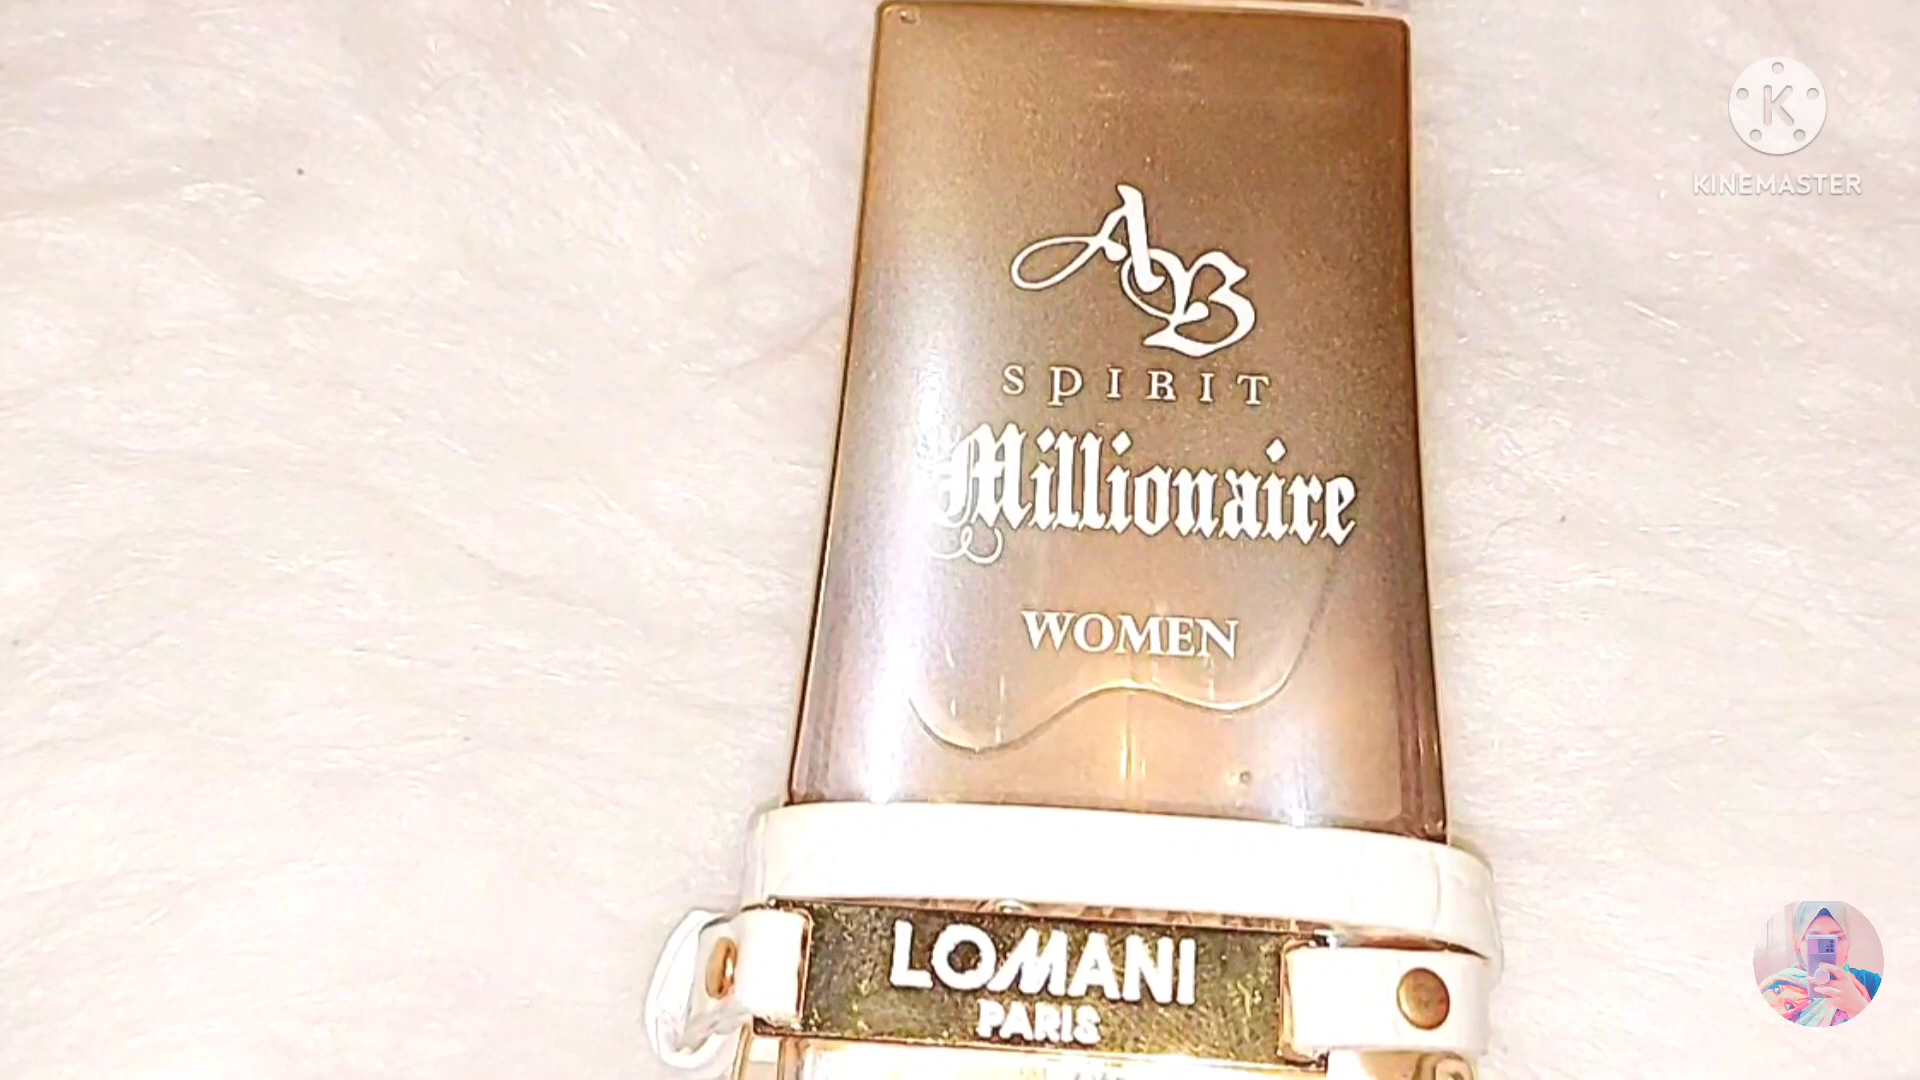 AB
SPIRIT
Millionaire
WOMEN
LOMANI
PARIS
KINEMASTER